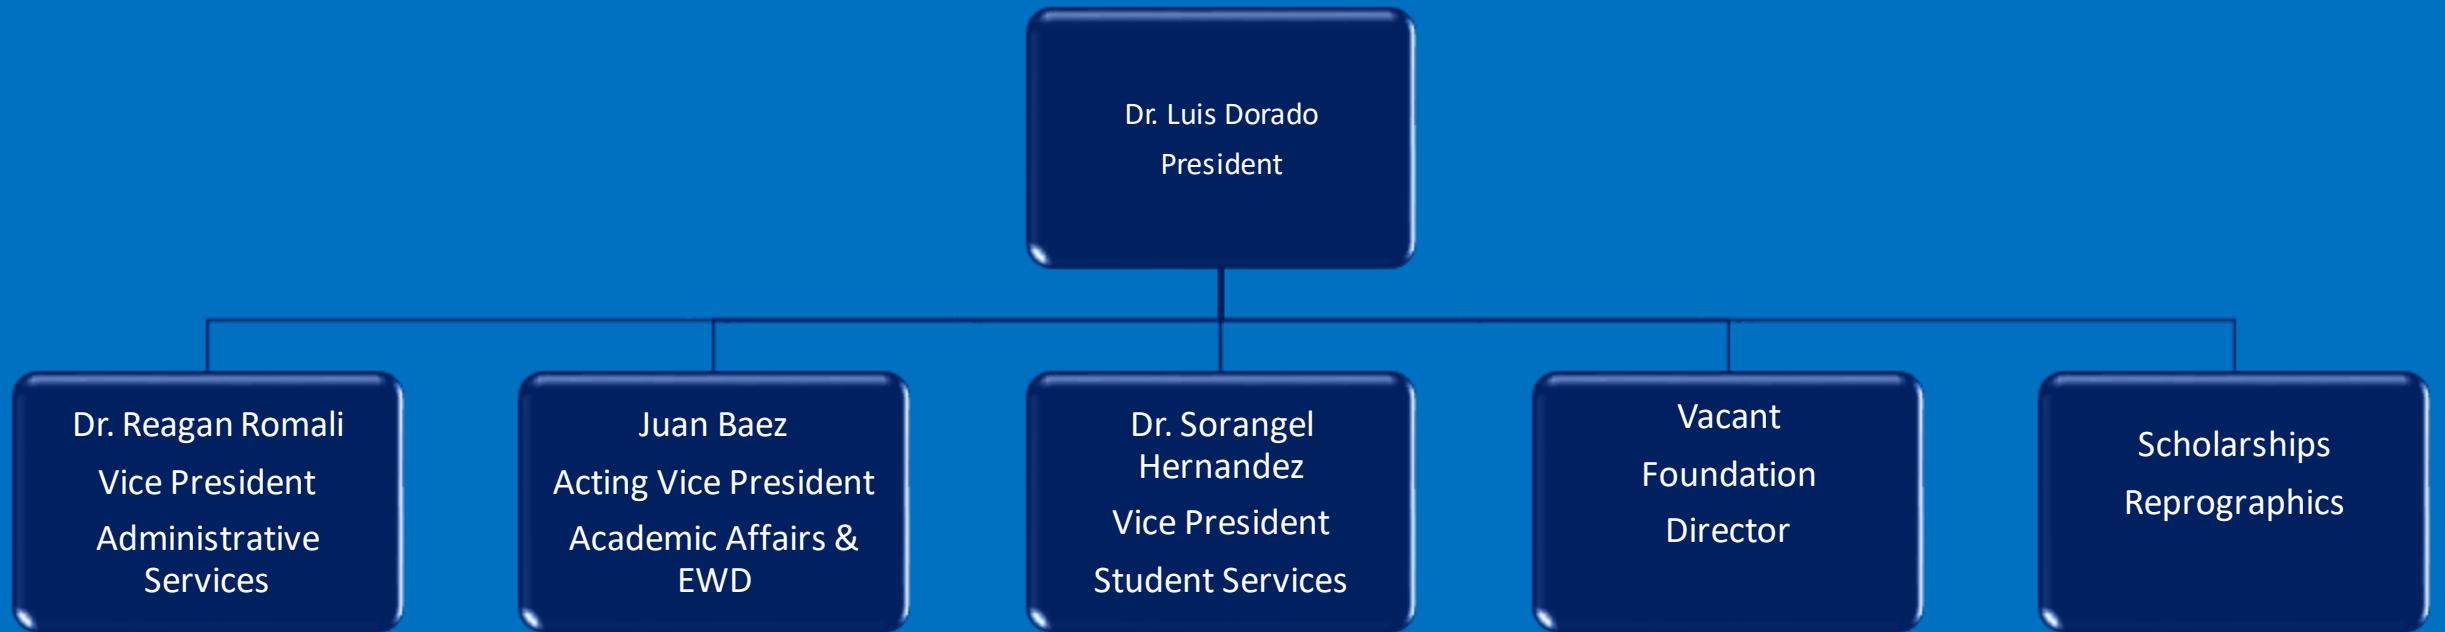 Dr. Luis Dorado
President
Dr. Reagan Romali
Vice President
Administrative
Services
Juan Baez
Acting Vice President
Academic Affairs &
EWD
Dr. Sorangel
Hernandez
Vice President
Student Services
Vacant
Foundation
Director
Scholarships
Reprographics